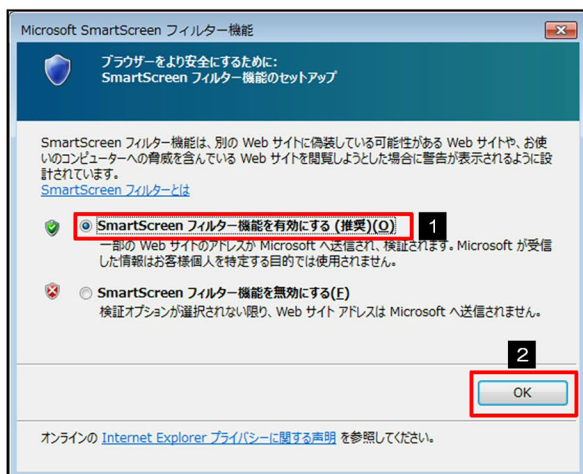 Microsoft SmartScreen フィルター機能
ブラウザーをより安全にするために:
SmartScreen フィルター機能のセットアップ
SmartScreen フィルター機能は、別の Web サイトに偽装している可能性がある Web サイトや、お使
いのコンピューターへの脅威を含んでいる Web サイトを閲覧しようとした場合に警告が表示されるように設
計されています。
SmartScreen フィルターとは
SmartScreen フィルター機能を有効にする (推奨)(O)
1
一部の Web サイトのアドレスが Microsoft へ送信され、検証されます。Microsoft が受信
した情報はお客様個人を特定する目的では使用されません。
SmartScreen フィルター機能を無効にする(F)
検証オプションが選択されない限り、Web サイト アドレスは Microsoft へ送信されません。
2
OK
オンラインの Internet Explorer プライバシーに関する声明 を参照してください。